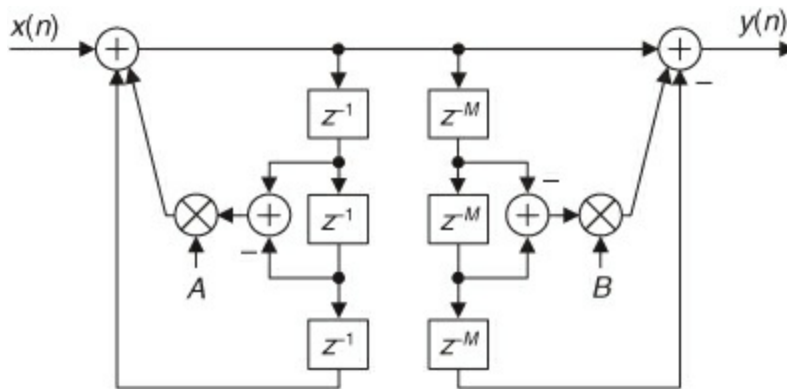 x(n) y(n)
+ + −
z⁻¹ z⁻ᴹ
−
+ z⁻¹ z⁻ᴹ +
−
A B
z⁻¹ z⁻ᴹ